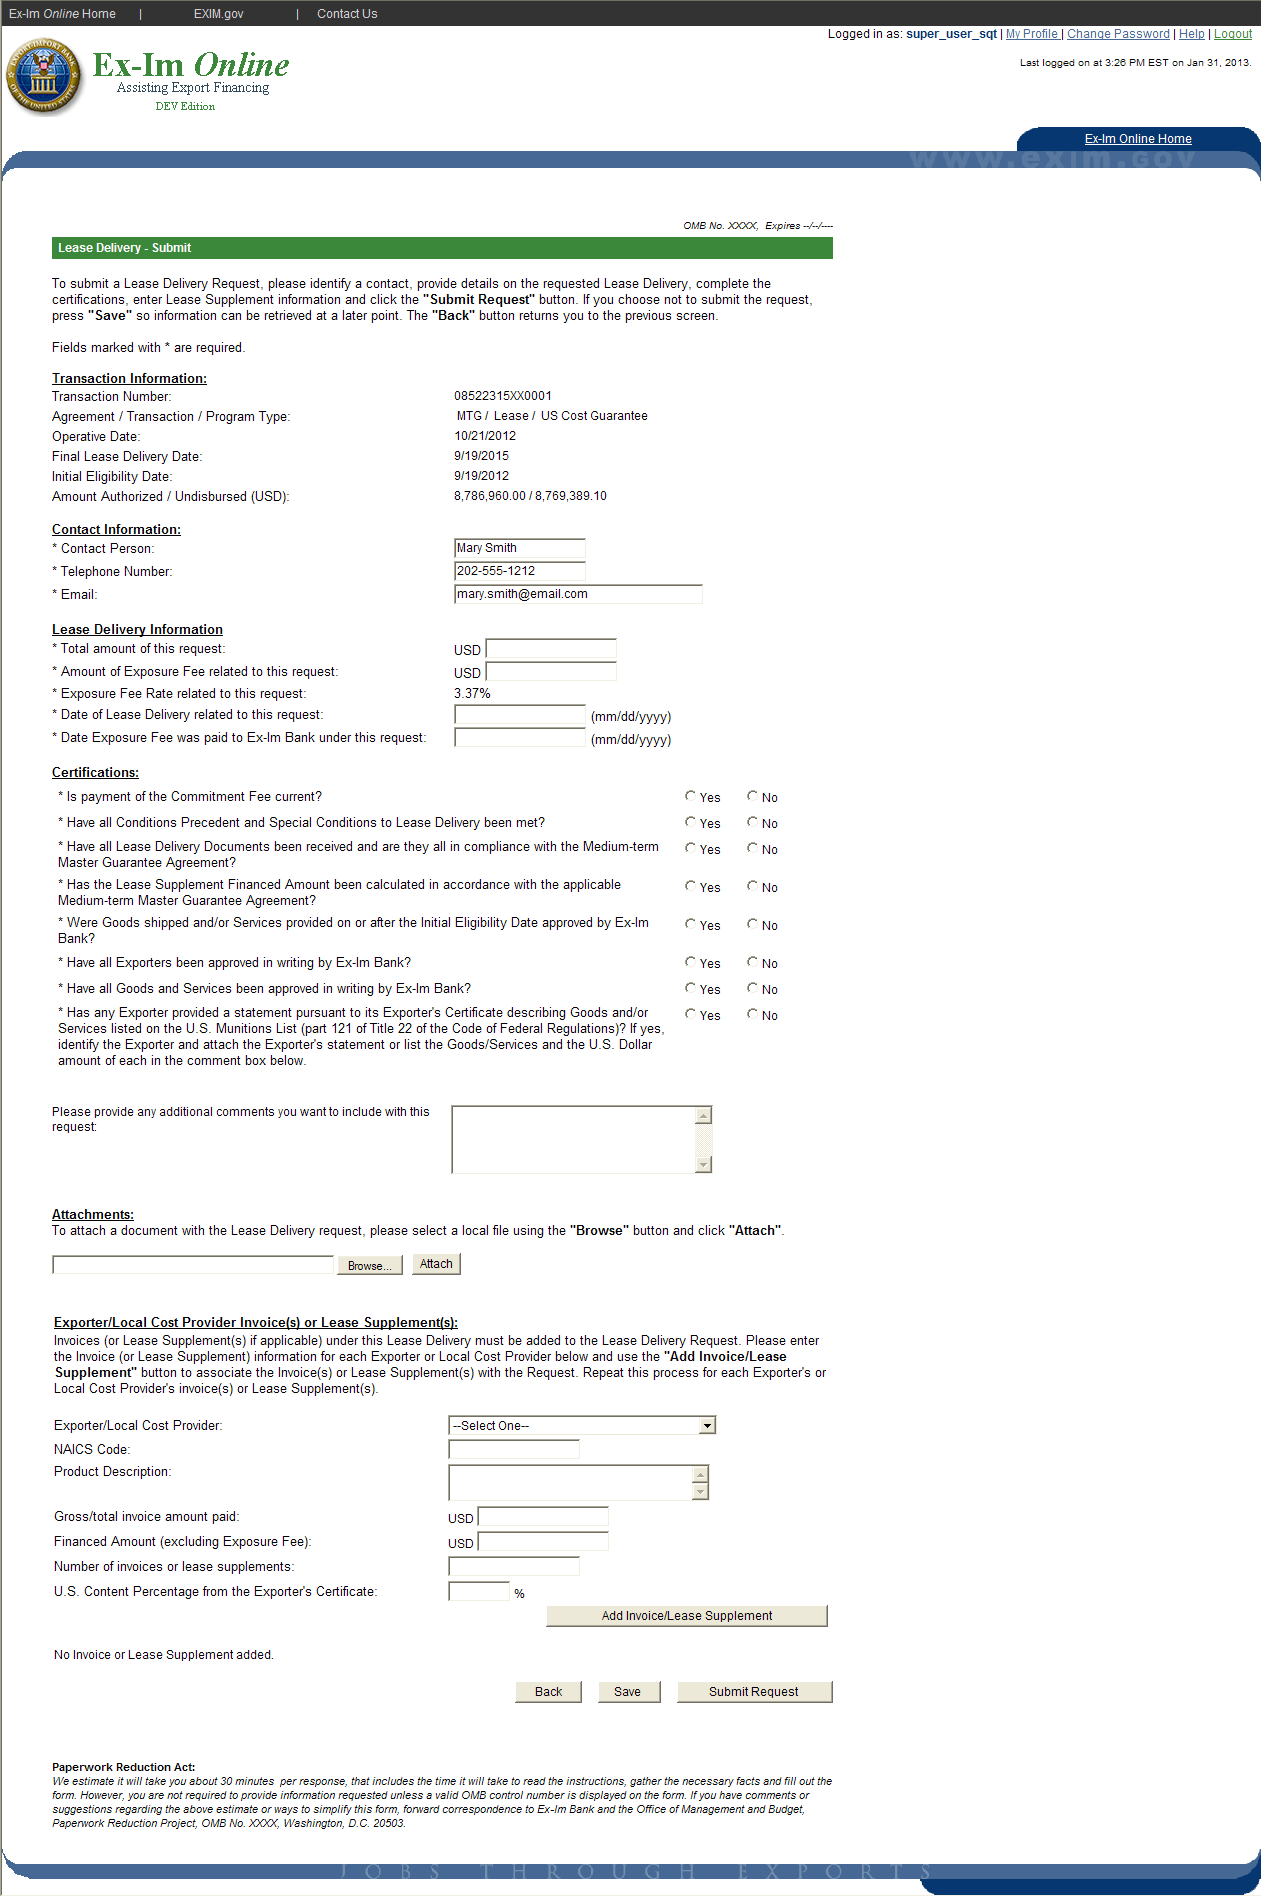 Ex-Im Online Home | EXIM.gov | Contact Us
Logged in as: super_user_sqt | My Profile | Change Password | Help | Logout
Last logged on at 3:26 PM EST on Jan 31, 2013.
EXPORT-IMPORT BANK OF THE UNITED STATES
Ex-Im Online
Assisting Export Financing
DEV Edition
Ex-Im Online Home
www.exim.gov
OMB No. XXXX, Expires --/--/----
Lease Delivery - Submit
To submit a Lease Delivery Request, please identify a contact, provide details on the requested Lease Delivery, complete the
certifications, enter Lease Supplement information and click the "Submit Request" button. If you choose not to submit the request,
press "Save" so information can be retrieved at a later point. The "Back" button returns you to the previous screen.
Fields marked with * are required.
Transaction Information:
Transaction Number: 08522315XX0001
Agreement / Transaction / Program Type: MTG / Lease / US Cost Guarantee
Operative Date: 10/21/2012
Final Lease Delivery Date: 9/19/2015
Initial Eligibility Date: 9/19/2012
Amount Authorized / Undisbursed (USD): 8,786,960.00 / 8,769,389.10
Contact Information:
* Contact Person: Mary Smith
* Telephone Number: 202-555-1212
* Email: mary.smith@email.com
Lease Delivery Information
* Total amount of this request: USD
* Amount of Exposure Fee related to this request: USD
* Exposure Fee Rate related to this request: 3.37%
* Date of Lease Delivery related to this request: (mm/dd/yyyy)
* Date Exposure Fee was paid to Ex-Im Bank under this request: (mm/dd/yyyy)
Certifications:
* Is payment of the Commitment Fee current? Yes No
* Have all Conditions Precedent and Special Conditions to Lease Delivery been met? Yes No
* Have all Lease Delivery Documents been received and are they all in compliance with the Medium-term Yes No
Master Guarantee Agreement?
* Has the Lease Supplement Financed Amount been calculated in accordance with the applicable Yes No
Medium-term Master Guarantee Agreement?
* Were Goods shipped and/or Services provided on or after the Initial Eligibility Date approved by Ex-Im Yes No
Bank?
* Have all Exporters been approved in writing by Ex-Im Bank? Yes No
* Have all Goods and Services been approved in writing by Ex-Im Bank? Yes No
* Has any Exporter provided a statement pursuant to its Exporter's Certificate describing Goods and/or Yes No
Services listed on the U.S. Munitions List (part 121 of Title 22 of the Code of Federal Regulations)? If yes,
identify the Exporter and attach the Exporter's statement or list the Goods/Services and the U.S. Dollar
amount of each in the comment box below.
Please provide any additional comments you want to include with this
request:
Attachments:
To attach a document with the Lease Delivery request, please select a local file using the "Browse" button and click "Attach".
Browse... Attach
Exporter/Local Cost Provider Invoice(s) or Lease Supplement(s):
Invoices (or Lease Supplement(s) if applicable) under this Lease Delivery must be added to the Lease Delivery Request. Please enter
the Invoice (or Lease Supplement) information for each Exporter or Local Cost Provider below and use the "Add Invoice/Lease
Supplement" button to associate the Invoice(s) or Lease Supplement(s) with the Request. Repeat this process for each Exporter's or
Local Cost Provider's invoice(s) or Lease Supplement(s).
Exporter/Local Cost Provider: --Select One--
NAICS Code:
Product Description:
Gross/total invoice amount paid: USD
Financed Amount (excluding Exposure Fee): USD
Number of invoices or lease supplements:
U.S. Content Percentage from the Exporter's Certificate: %
Add Invoice/Lease Supplement
No Invoice or Lease Supplement added.
Back Save Submit Request
Paperwork Reduction Act:
We estimate it will take you about 30 minutes per response, that includes the time it will take to read the instructions, gather the necessary facts and fill out the
form. However, you are not required to provide information requested unless a valid OMB control number is displayed on the form. If you have comments or
suggestions regarding the above estimate or ways to simplify this form, forward correspondence to Ex-Im Bank and the Office of Management and Budget,
Paperwork Reduction Project, OMB No. XXXX, Washington, D.C. 20503.
JOBS THROUGH EXPORTS